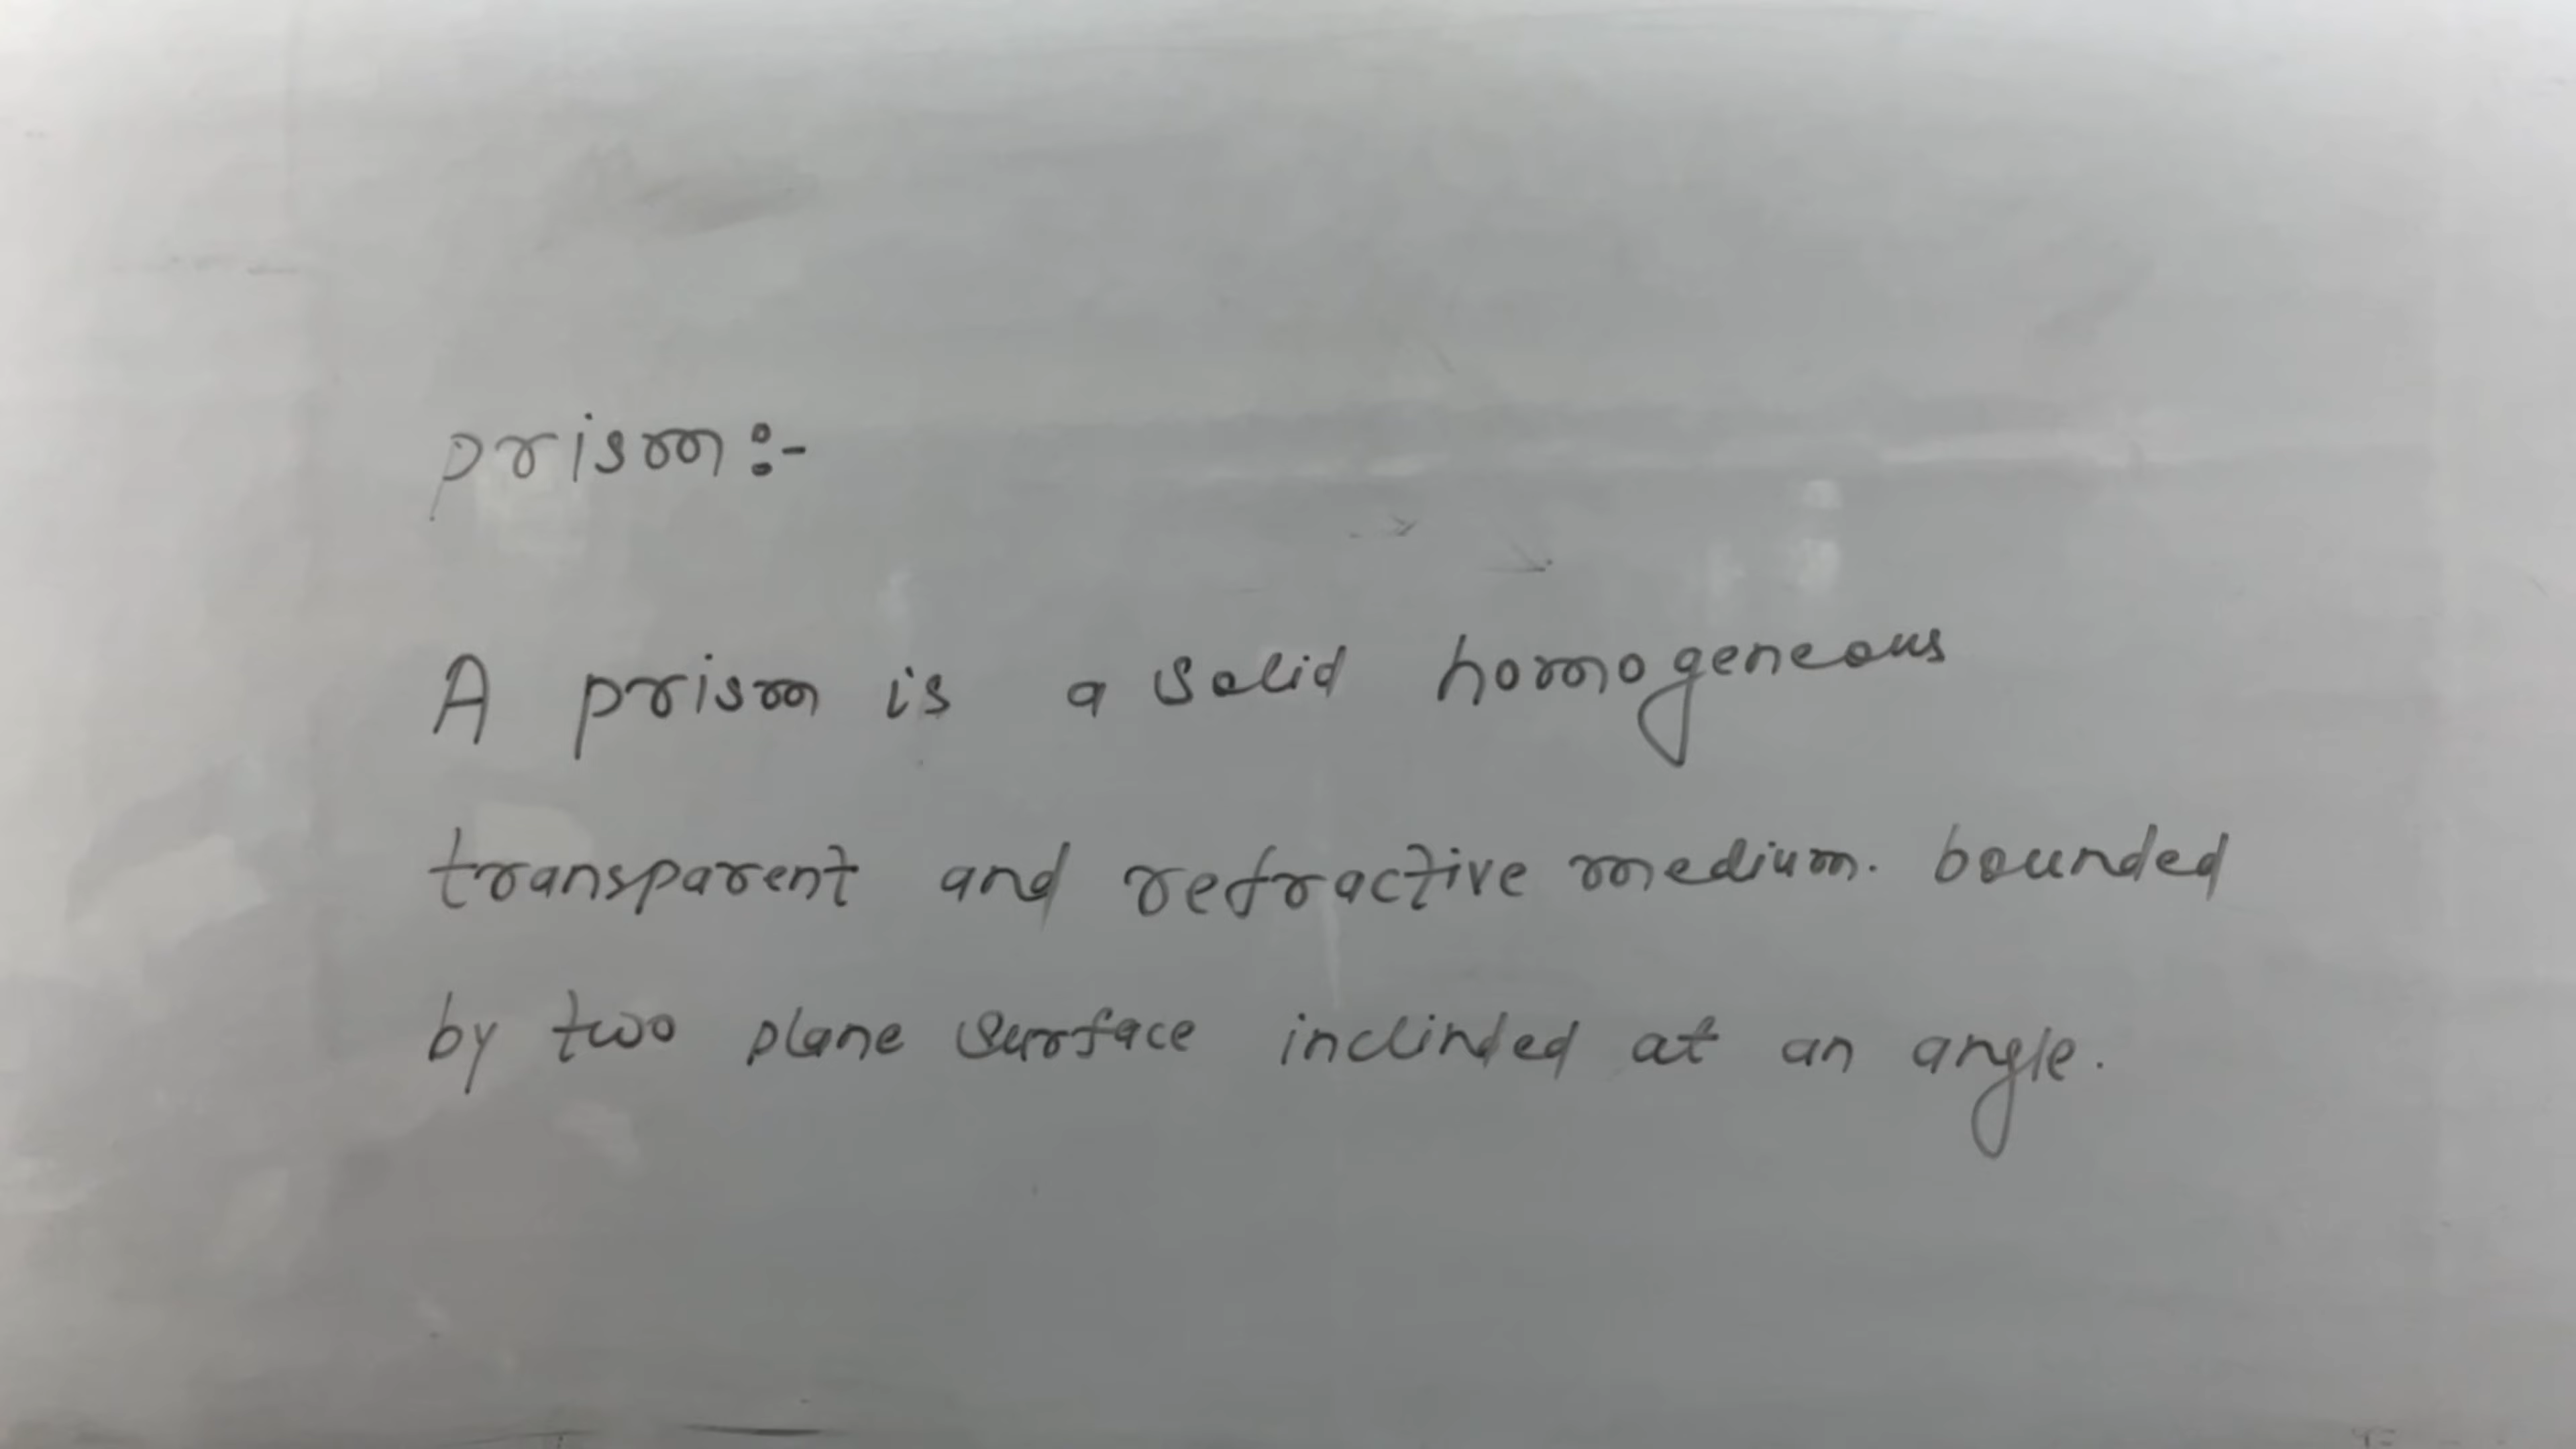 prism:-
A prism is a solid homogeneous
transparent and refractive medium. bounded
by two plane surface inclinded at an angle.